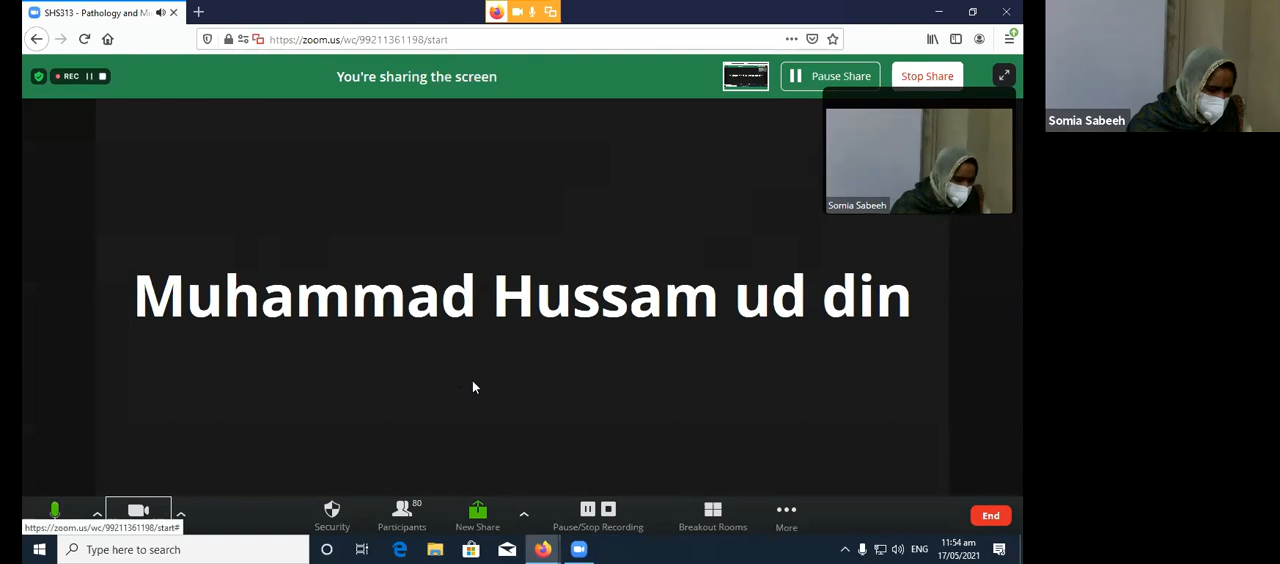 SHS313 - Pathology and Mi
https://zoom.us/wc/99211361198/start
REC
You're sharing the screen
Pause Share
Stop Share
Somia Sabeeh
Somia Sabeeh
Muhammad Hussam ud din
80
Security
Participants
New Share
Pause/Stop Recording
Breakout Rooms
More
End
https://zoom.us/wc/99211361198/start#
Type here to search
ENG
11:54 am
17/05/2021